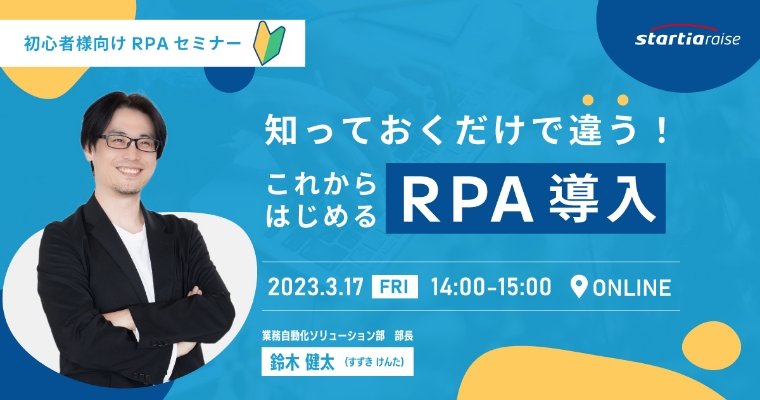 初心者様向け RPA セミナー
startiaraise
知っておくだけで違う！
これから
はじめる
RPA 導入
2023.3.17 FRI 14:00-15:00 ONLINE
業務自動化ソリューション部 部長
鈴木 健太 （すずき けんた）